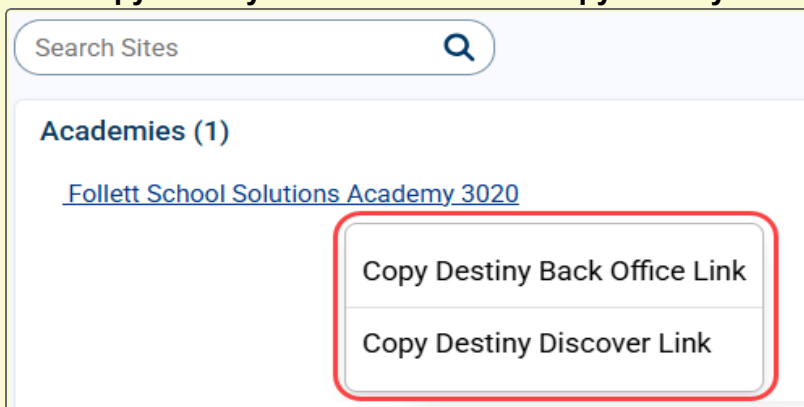 Search Sites
Academies (1)
Follett School Solutions Academy 3020
Copy Destiny Back Office Link
Copy Destiny Discover Link